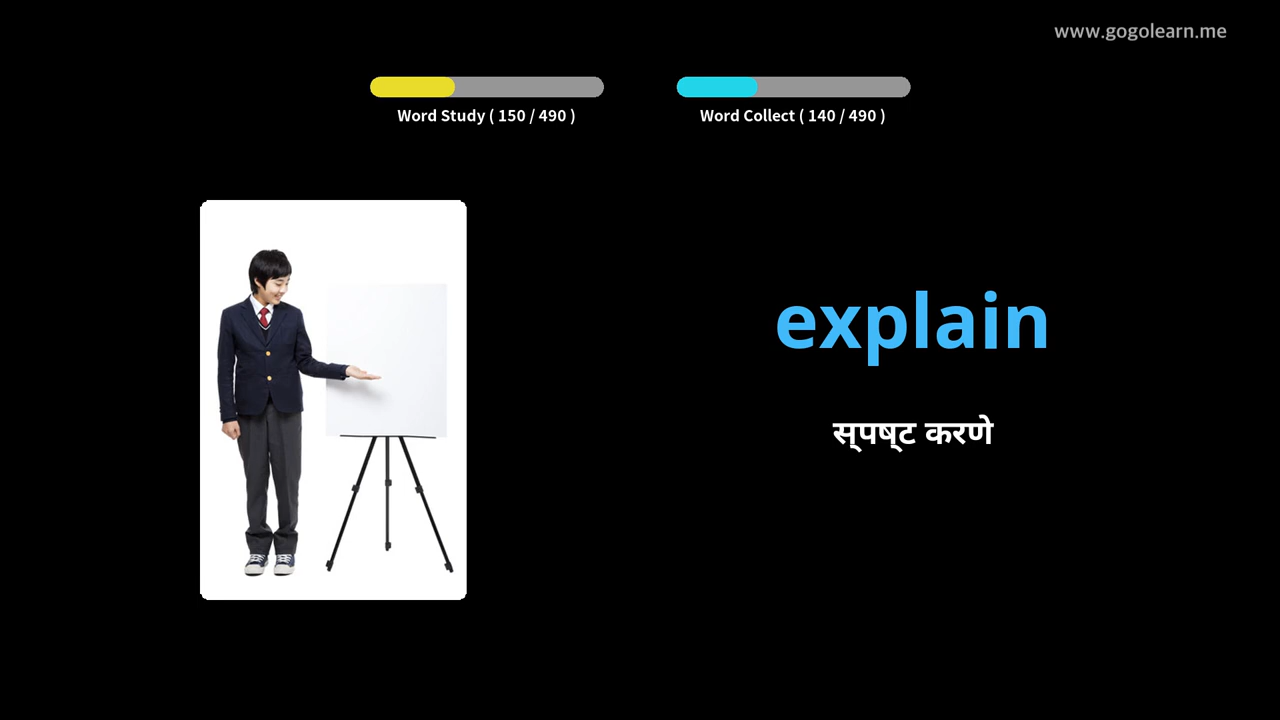 www.gogolearn.me
Word Study ( 150 / 490 )
Word Collect ( 140 / 490 )
explain
स्पष्ट करणे